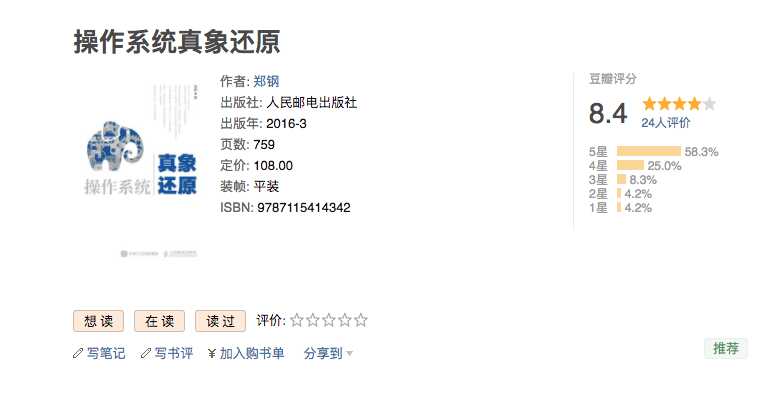 操作系统真象还原
操作系统
真象
还原
作者: 郑钢
出版社: 人民邮电出版社
出版年: 2016-3
页数: 759
定价: 108.00
装帧: 平装
ISBN: 9787115414342
豆瓣评分
8.4
24人评价
5星 58.3%
4星 25.0%
3星 8.3%
2星 4.2%
1星 4.2%
想读 在读 读过 评价:
写笔记 写书评 ¥ 加入购书单 分享到
推荐